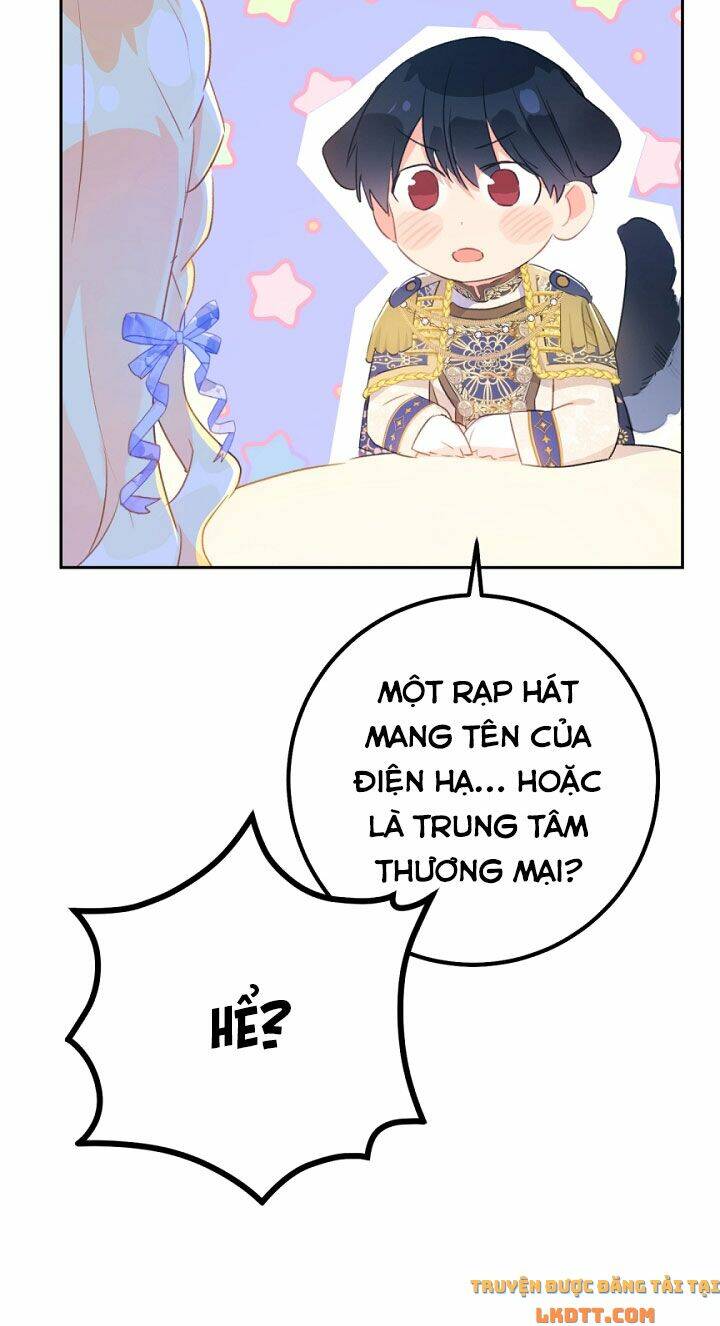 MỘT RẠP HÁT
MANG TÊN CỦA
ĐIỆN HẠ... HOẶC
LÀ TRUNG TÂM
THƯƠNG MẠI?
HỂ?
TRUYỆN ĐƯỢC ĐĂNG TẢI TẠI
LKDTT.COM